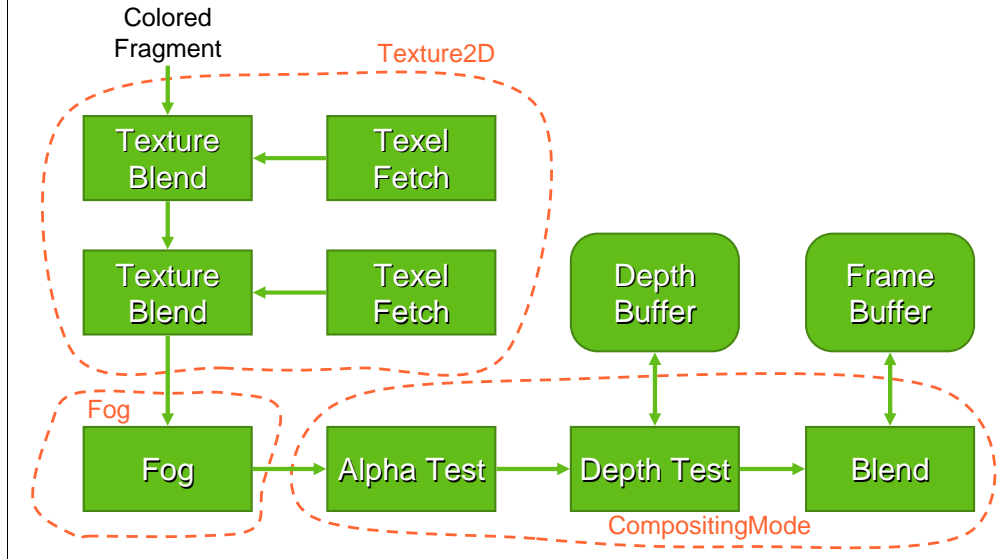 Colored
Fragment
Texture2D
Texture
Blend
Texel
Fetch
Texture
Blend
Texel
Fetch
Depth
Buffer
Frame
Buffer
Fog
Fog
Alpha Test
Depth Test
Blend
CompositingMode